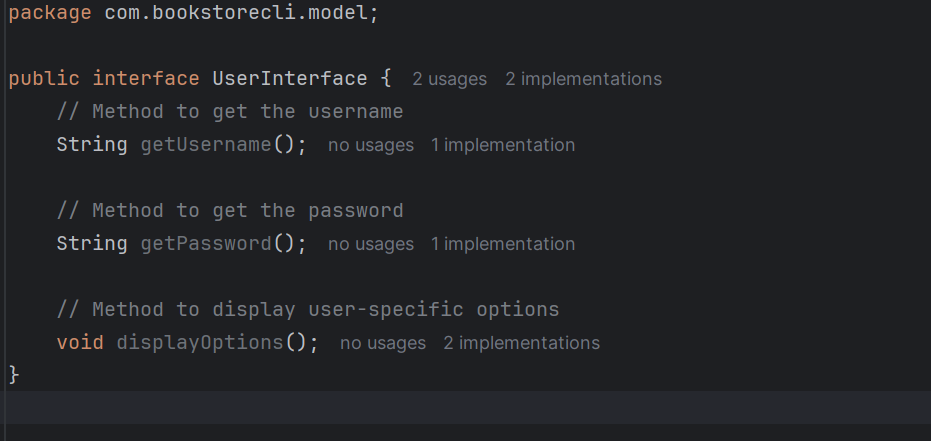 package com.bookstorecli.model;
public interface UserInterface { 2 usages 2 implementations
// Method to get the username
String getUsername(); no usages 1 implementation
// Method to get the password
String getPassword(); no usages 1 implementation
// Method to display user-specific options
void displayOptions(); no usages 2 implementations
}